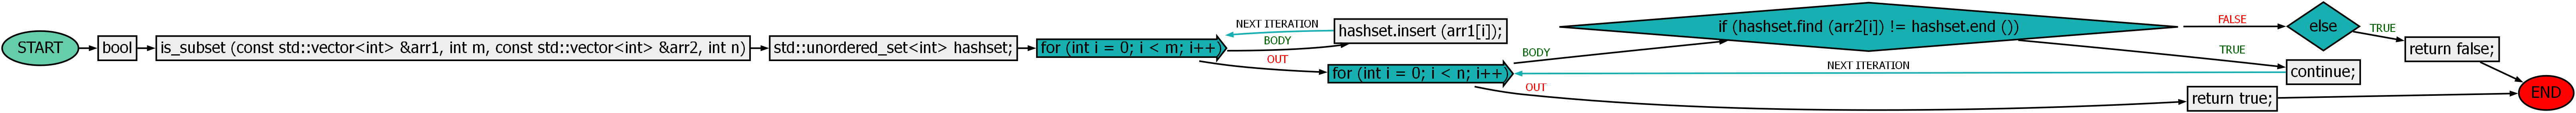 START
bool
is_subset (const std::vector<int> &arr1, int m, const std::vector<int> &arr2, int n)
std::unordered_set<int> hashset;
for (int i = 0; i < m; i++)
NEXT ITERATION
BODY
OUT
hashset.insert (arr1[i]);
for (int i = 0; i < n; i++)
BODY
OUT
if (hashset.find (arr2[i]) != hashset.end ())
FALSE
TRUE
NEXT ITERATION
else
TRUE
continue;
return true;
return false;
END